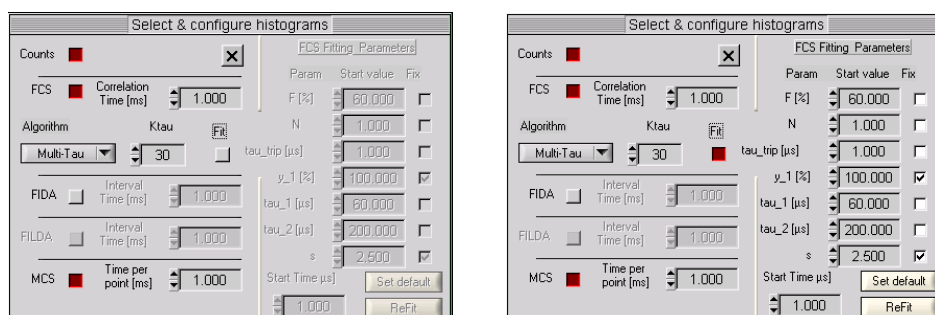 Select & configure histograms
Counts X FCS Fitting Parameters
Param Start value Fix
FCS Correlation Time [ms] 1.000 F [%] 60.000
Algorithm Ktau Fit N 1.000
Multi-Tau 30 tau_trip [µs] 1.000
y_1 [%] 100.000
FIDA Interval Time [ms] 1.000 tau_1 [µs] 60.000
FILDA Interval Time [ms] 1.000 tau_2 [µs] 200.000
s 2.500
MCS Time per point [ms] 1.000 Start Time µs] Set default
1.000 ReFit
Select & configure histograms
Counts X FCS Fitting Parameters
Param Start value Fix
FCS Correlation Time [ms] 1.000 F [%] 60.000
Algorithm Ktau Fit N 1.000
Multi-Tau 30 tau_trip [µs] 1.000
y_1 [%] 100.000
FIDA Interval Time [ms] 1.000 tau_1 [µs] 60.000
FILDA Interval Time [ms] 1.000 tau_2 [µs] 200.000
s 2.500
MCS Time per point [ms] 1.000 Start Time µs] Set default
1.000 ReFit